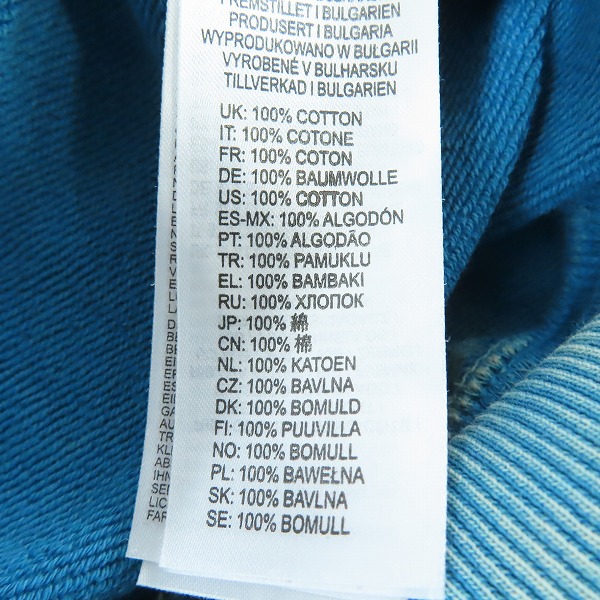 FREMSTILLET I BULGARIEN
PRODUSERT I BULGARIA
WYPRODUKOWANO W BUŁGARII
VYROBENÉ V BULHARSKU
TILLVERKAD I BULGARIEN
UK: 100% COTTON
IT: 100% COTONE
FR: 100% COTON
DE: 100% BAUMWOLLE
US: 100% COTTON
ES-MX: 100% ALGODÓN
PT: 100% ALGODÃO
TR: 100% PAMUKLU
EL: 100% BAMBAKI
RU: 100% ХЛОПОК
JP: 100% 綿
CN: 100% 棉
NL: 100% KATOEN
CZ: 100% BAVLNA
DK: 100% BOMULD
FI: 100% PUUVILLA
NO: 100% BOMULL
PL: 100% BAWEŁNA
SK: 100% BAVLNA
SE: 100% BOMULL